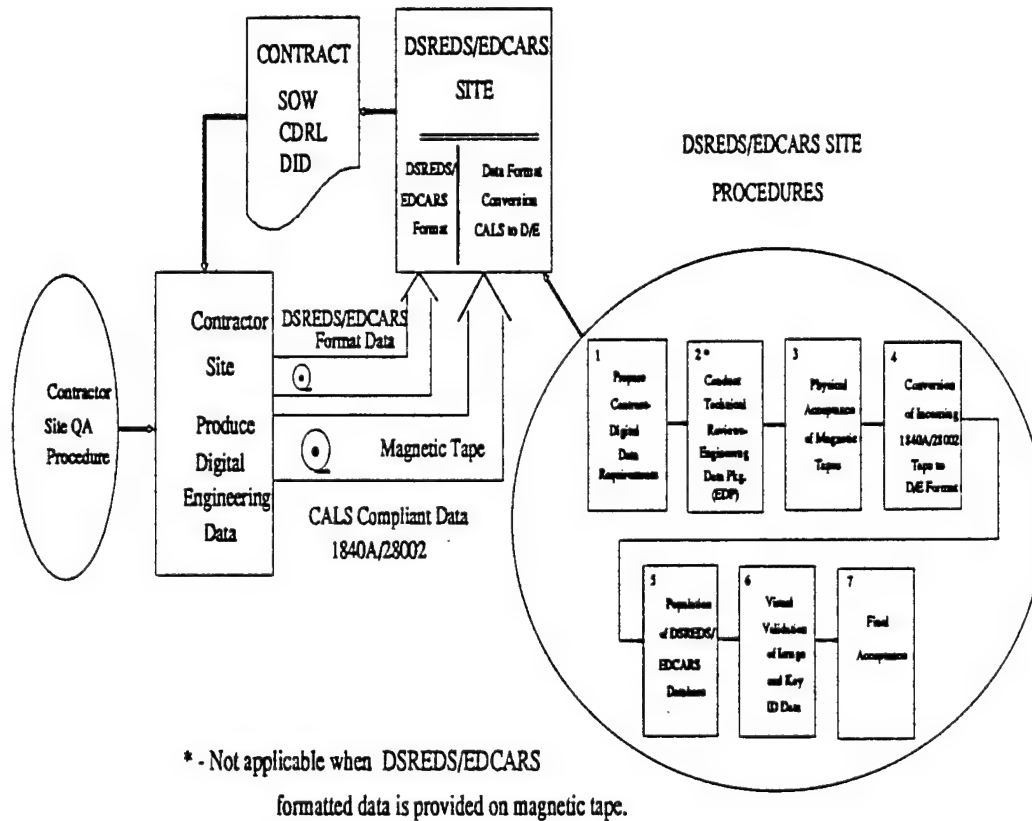 CONTRACT
SOW
CDRL
DID
DSREDS/EDCARS
SITE
DSREDS/
EDCARS
Format
Data Format
Conversion
CALS to D/E
DSREDS/EDCARS SITE
PROCEDURES
Contractor
Site QA
Procedure
Contractor
Site
Produce
Digital
Engineering
Data
DSREDS/EDCARS
Format Data
Magnetic Tape
CALS Compliant Data
1840A/28002
1
Prepare
Contract-
Digital
Data
Requirements
2 *
Conduct
Technical
Review-
Engineering
Data Pkg.
(EDP)
3
Physical
Acceptance
of Magnetic
Tapes
4
Conversion
of Incoming
1840A/28002
Tape to
D/E Format
5
Population
of DSREDS/
EDCARS
Database
6
Visual
Validation
of Image
and Key
ID Data
7
Final
Acceptance
* - Not applicable when DSREDS/EDCARS
formatted data is provided on magnetic tape.